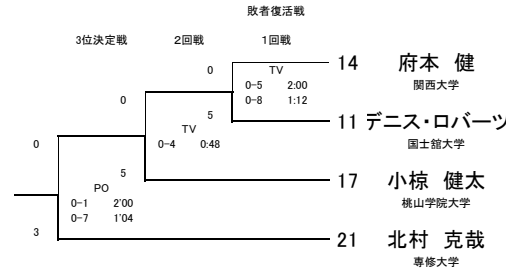 敗者復活戦
3位決定戦 2回戦 1回戦
0 TV 14 府本 健
0-5 2:00 関西大学
0 0-8 1:12
5 11 デニス・ロバーツ
TV
0 0-4 0:48 国士舘大学
5 17 小椋 健太
PO
0-1 2'00 桃山学院大学
0-7 1'04
3 21 北村 克哉
専修大学